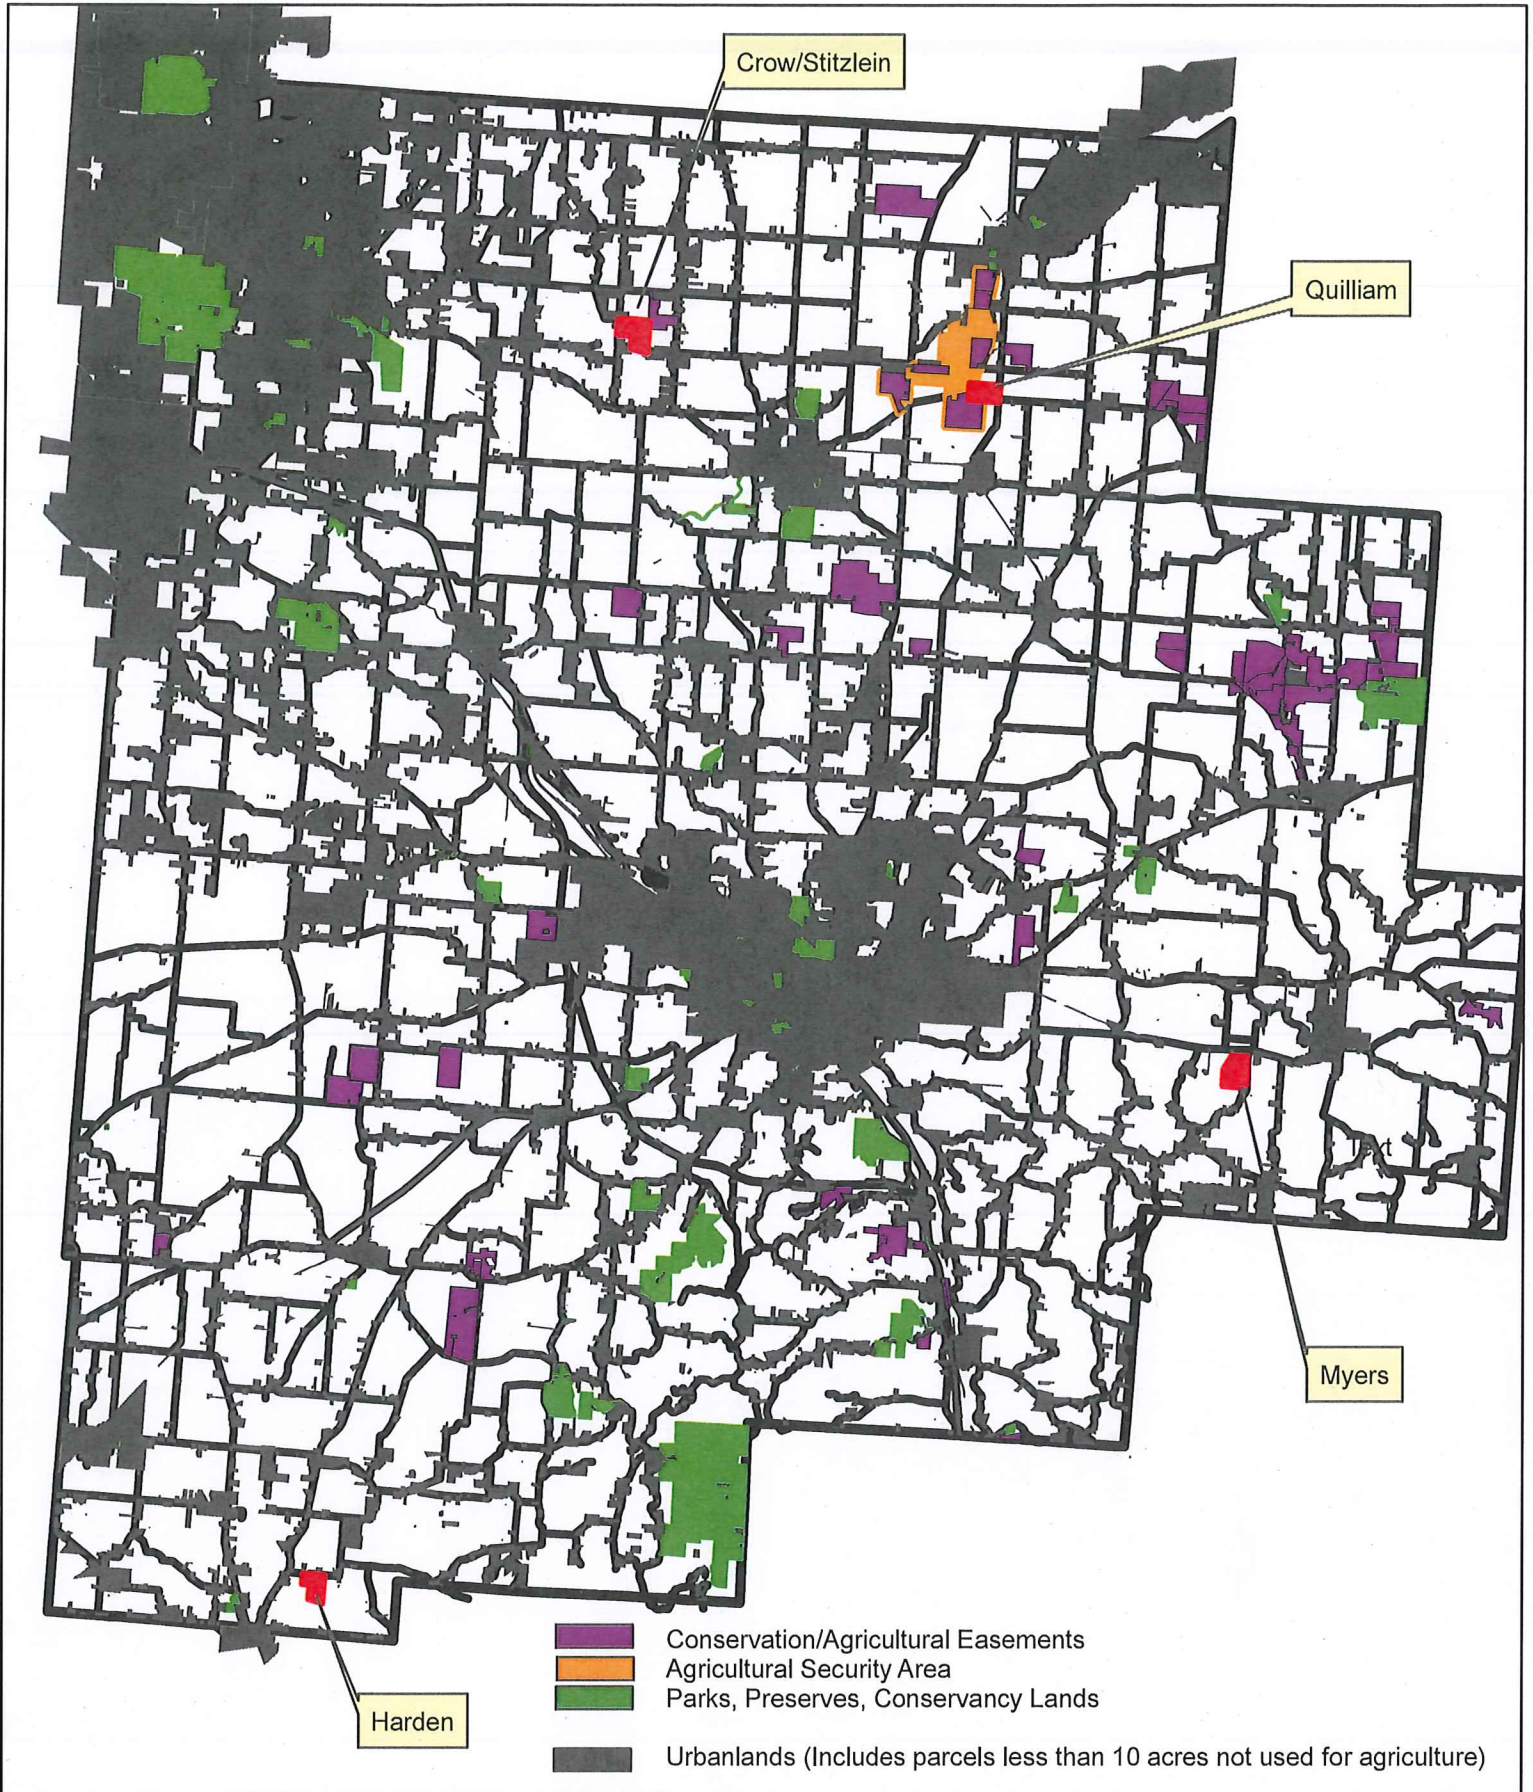 Crow/Stitzlein
Quilliam
Myers
Harden
Conservation/Agricultural Easements
Agricultural Security Area
Parks, Preserves, Conservancy Lands
Urbanlands (Includes parcels less than 10 acres not used for agriculture)